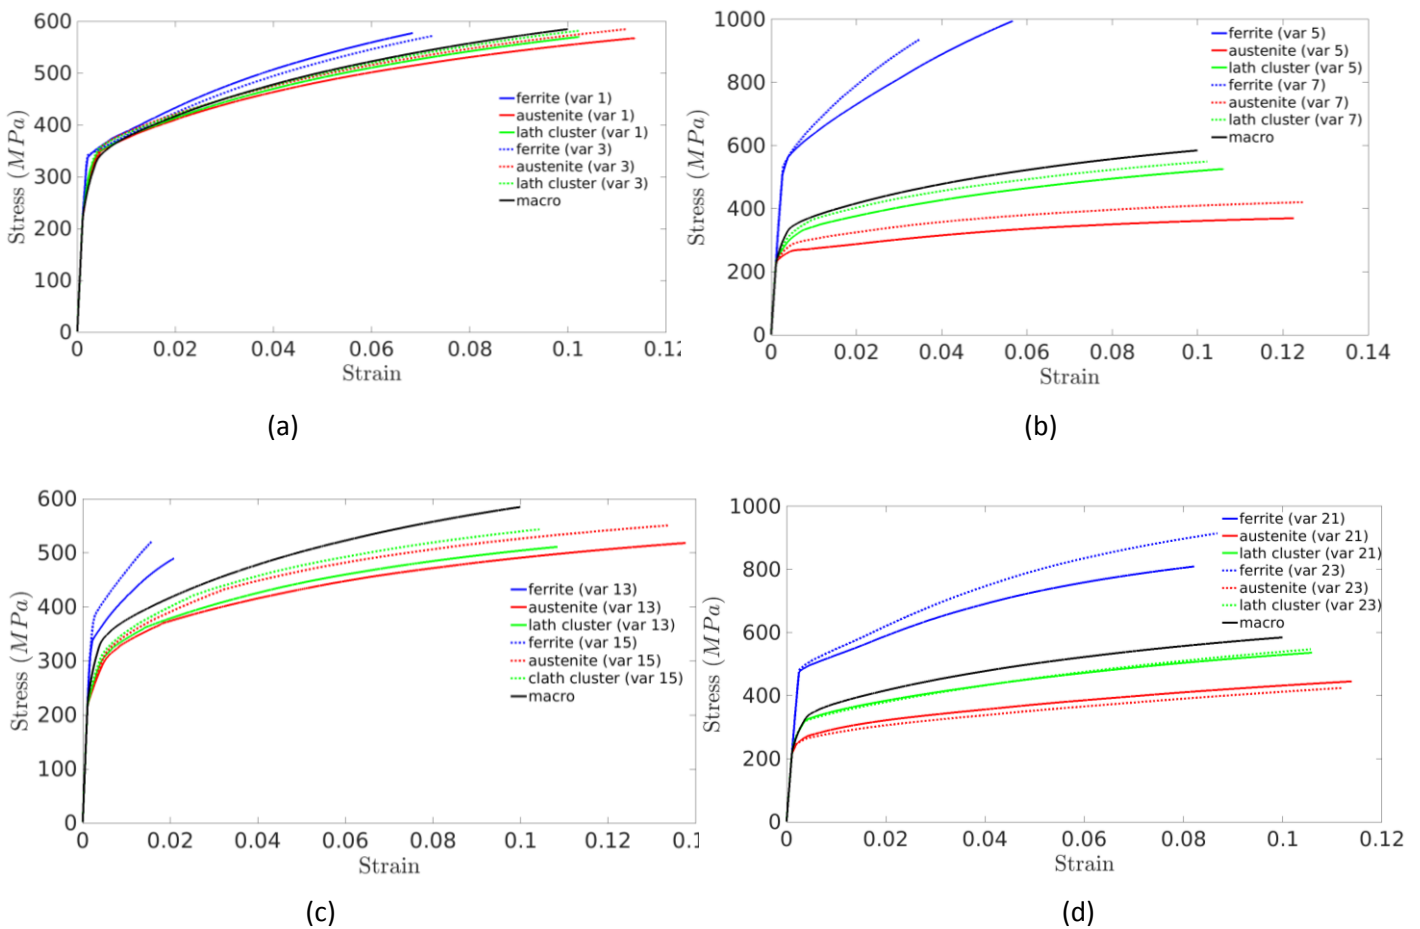 600
500
400
300
200
100
0
Stress (MPa)
ferrite (var 1)
austenite (var 1)
lath cluster (var 1)
ferrite (var 3)
austenite (var 3)
lath cluster (var 3)
macro
0 0.02 0.04 0.06 0.08 0.1 0.12
Strain
(a)
1000
800
600
400
200
0
Stress (MPa)
ferrite (var 5)
austenite (var 5)
lath cluster (var 5)
ferrite (var 7)
austenite (var 7)
lath cluster (var 7)
macro
0 0.02 0.04 0.06 0.08 0.1 0.12 0.14
Strain
(b)
600
500
400
300
200
100
0
Stress (MPa)
ferrite (var 13)
austenite (var 13)
lath cluster (var 13)
ferrite (var 15)
austenite (var 15)
clath cluster (var 15)
macro
0 0.02 0.04 0.06 0.08 0.1 0.12
Strain
(c)
1000
800
600
400
200
0
Stress (MPa)
ferrite (var 21)
austenite (var 21)
lath cluster (var 21)
ferrite (var 23)
austenite (var 23)
lath cluster (var 23)
macro
0 0.02 0.04 0.06 0.08 0.1 0.12
Strain
(d)